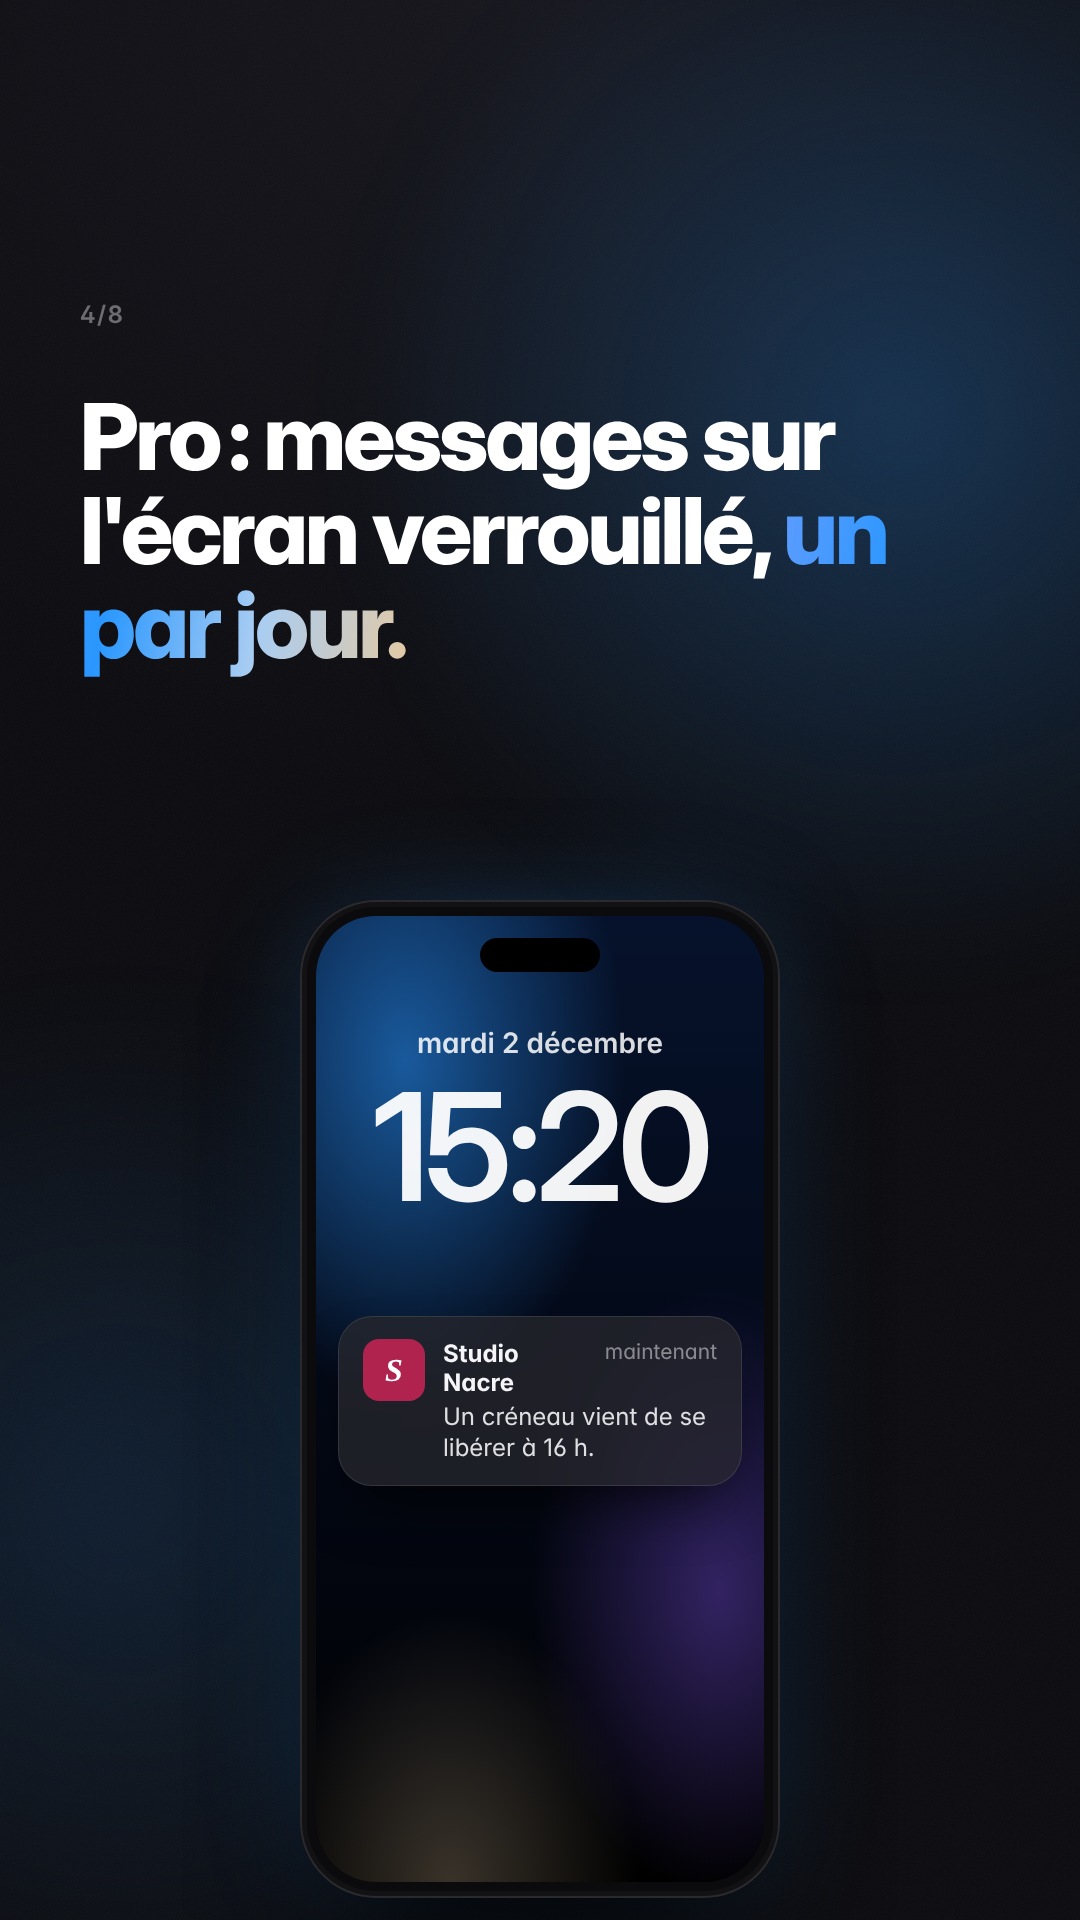 4/8
Pro : messages sur
l'écran verrouillé, un
par jour.
mardi 2 décembre
15:20
S
Studio
Nacre
maintenant
Un créneau vient de se
libérer à 16 h.